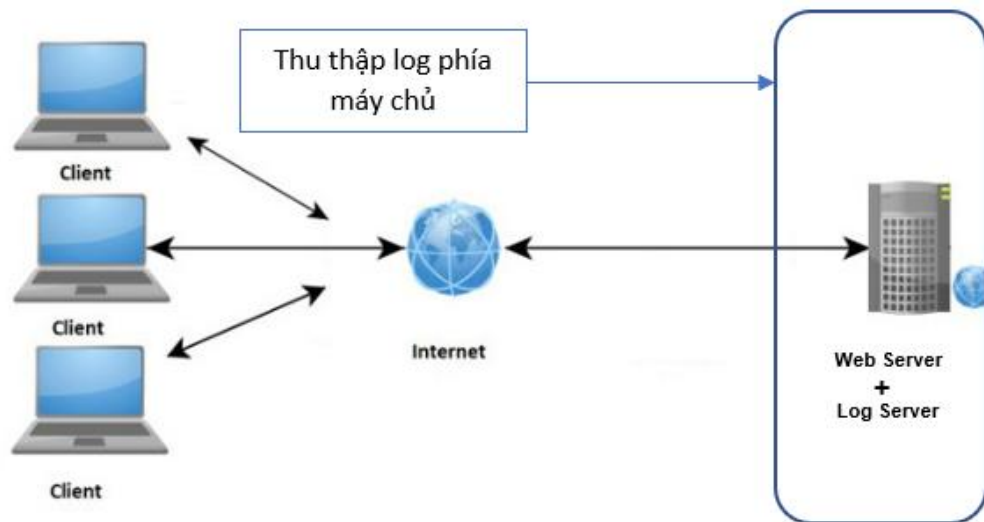 Thu thập log phía
máy chủ
Client
Client
Client
Internet
Web Server
+
Log Server